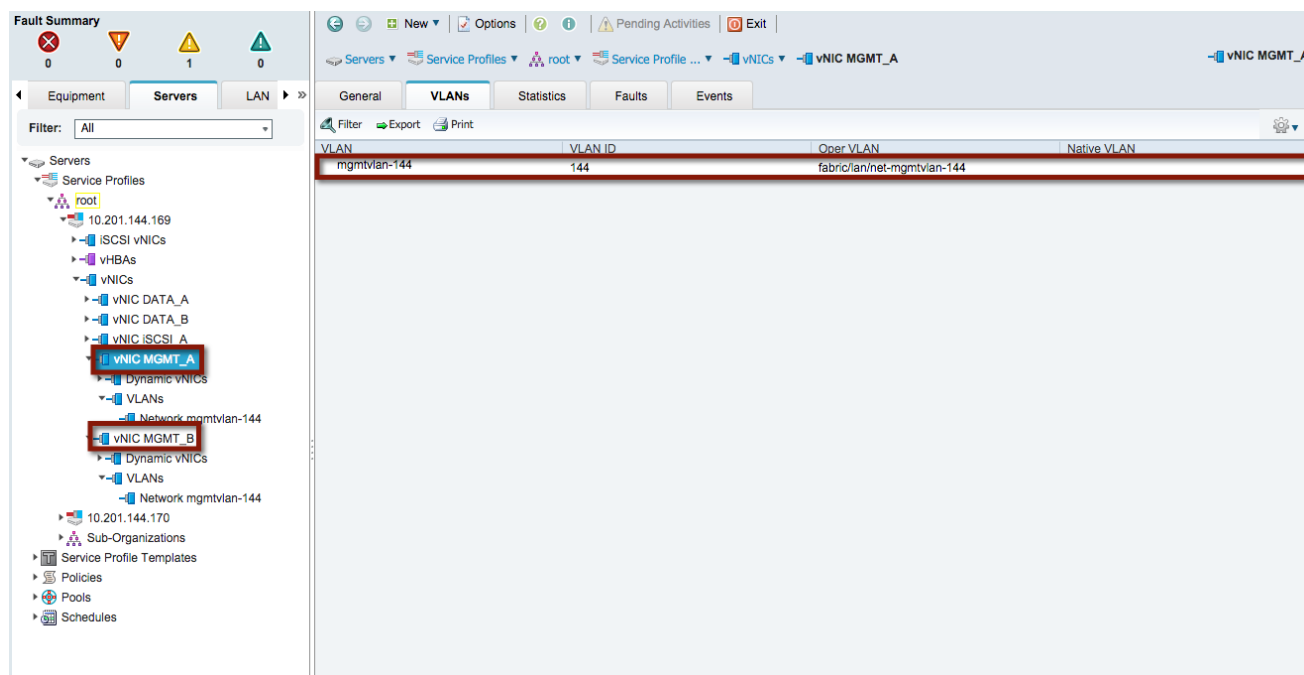 Fault Summary
0 0 1 0
Equipment Servers LAN
Filter: All
Servers
Service Profiles
root
10.201.144.169
iSCSI vNICs
vHBAs
vNICs
vNIC DATA_A
vNIC DATA_B
vNIC iSCSI_A
vNIC MGMT_A
Dynamic vNICs
VLANs
Network mgmtvlan-144
vNIC MGMT_B
Dynamic vNICs
VLANs
Network mgmtvlan-144
10.201.144.170
Sub-Organizations
Service Profile Templates
Policies
Pools
Schedules
New Options Pending Activities Exit
Servers Service Profiles root Service Profile ... vNICs vNIC MGMT_A vNIC MGMT_A
General VLANs Statistics Faults Events
Filter Export Print
VLAN VLAN ID Oper VLAN Native VLAN
mgmtvlan-144 144 fabric/lan/net-mgmtvlan-144